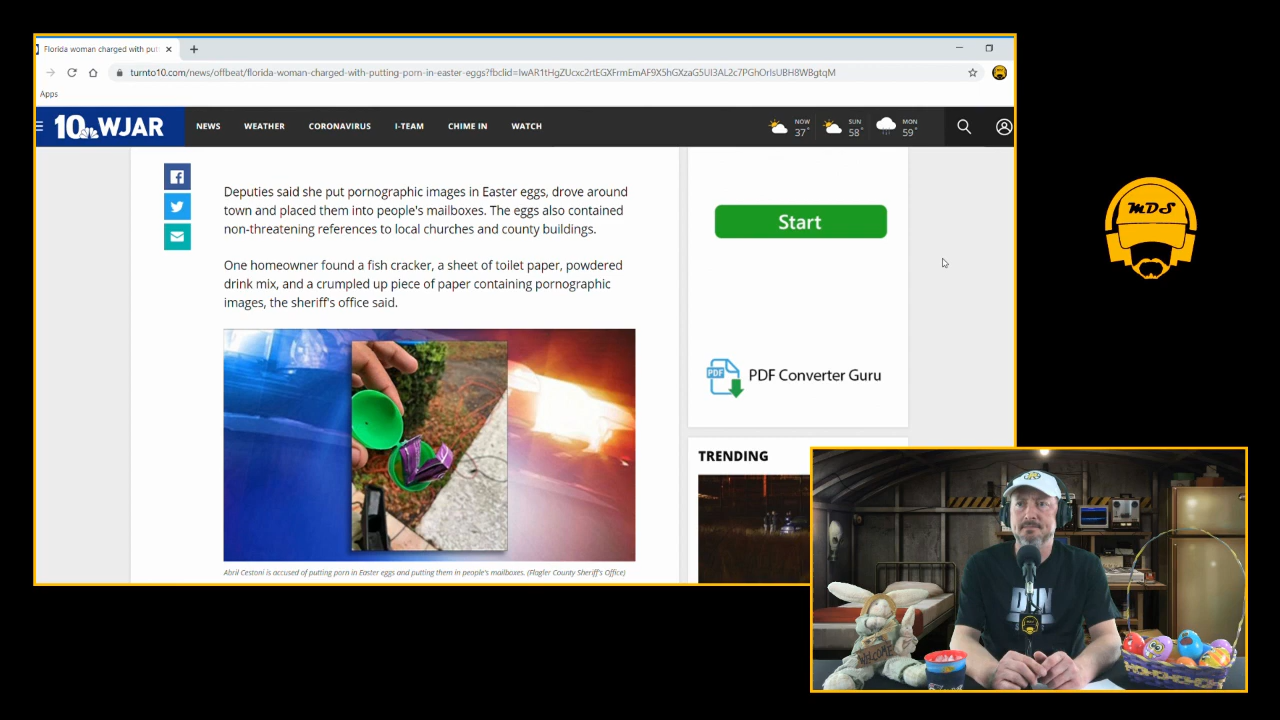 Florida woman charged with put
turnto10.com/news/offbeat/florida-woman-charged-with-putting-porn-in-easter-eggs?fbclid=IwAR1tHgZUcxc2rtEGXFrmEmAF9X5hGXzaG5UI3AL2c7PGhOrIsUBH8WBgtqM
Apps
10 WJAR
NEWS WEATHER CORONAVIRUS I-TEAM CHIME IN WATCH
NOW 37° SUN 58° MON 59°
Deputies said she put pornographic images in Easter eggs, drove around
town and placed them into people's mailboxes. The eggs also contained
non-threatening references to local churches and county buildings.
One homeowner found a fish cracker, a sheet of toilet paper, powdered
drink mix, and a crumpled up piece of paper containing pornographic
images, the sheriff's office said.
Abril Cestoni is accused of putting porn in Easter eggs and putting them in people's mailboxes. (Flagler County Sheriff's Office)
Start
PDF
PDF Converter Guru
TRENDING
MDS
WELCOME